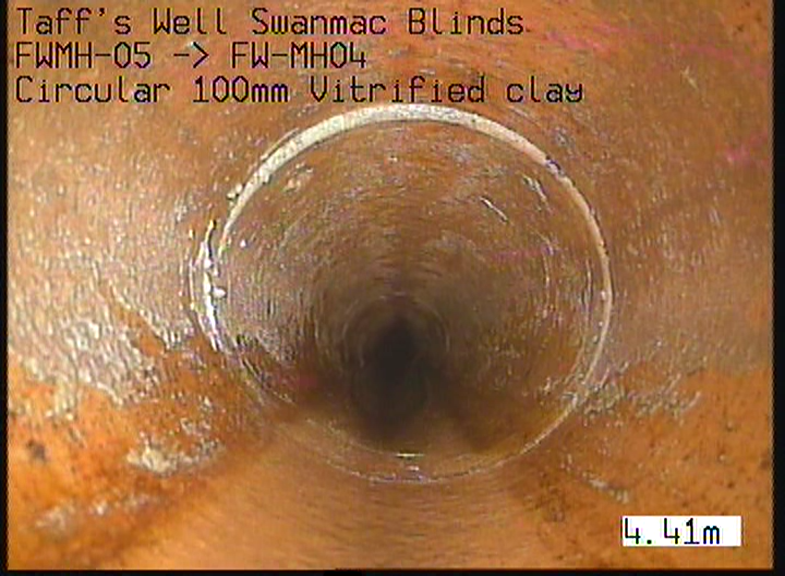 Taff's Well Swanmac Blinds
FWMH-05 -> FW-MH04
Circular 100mm Vitrified clay
4.41m